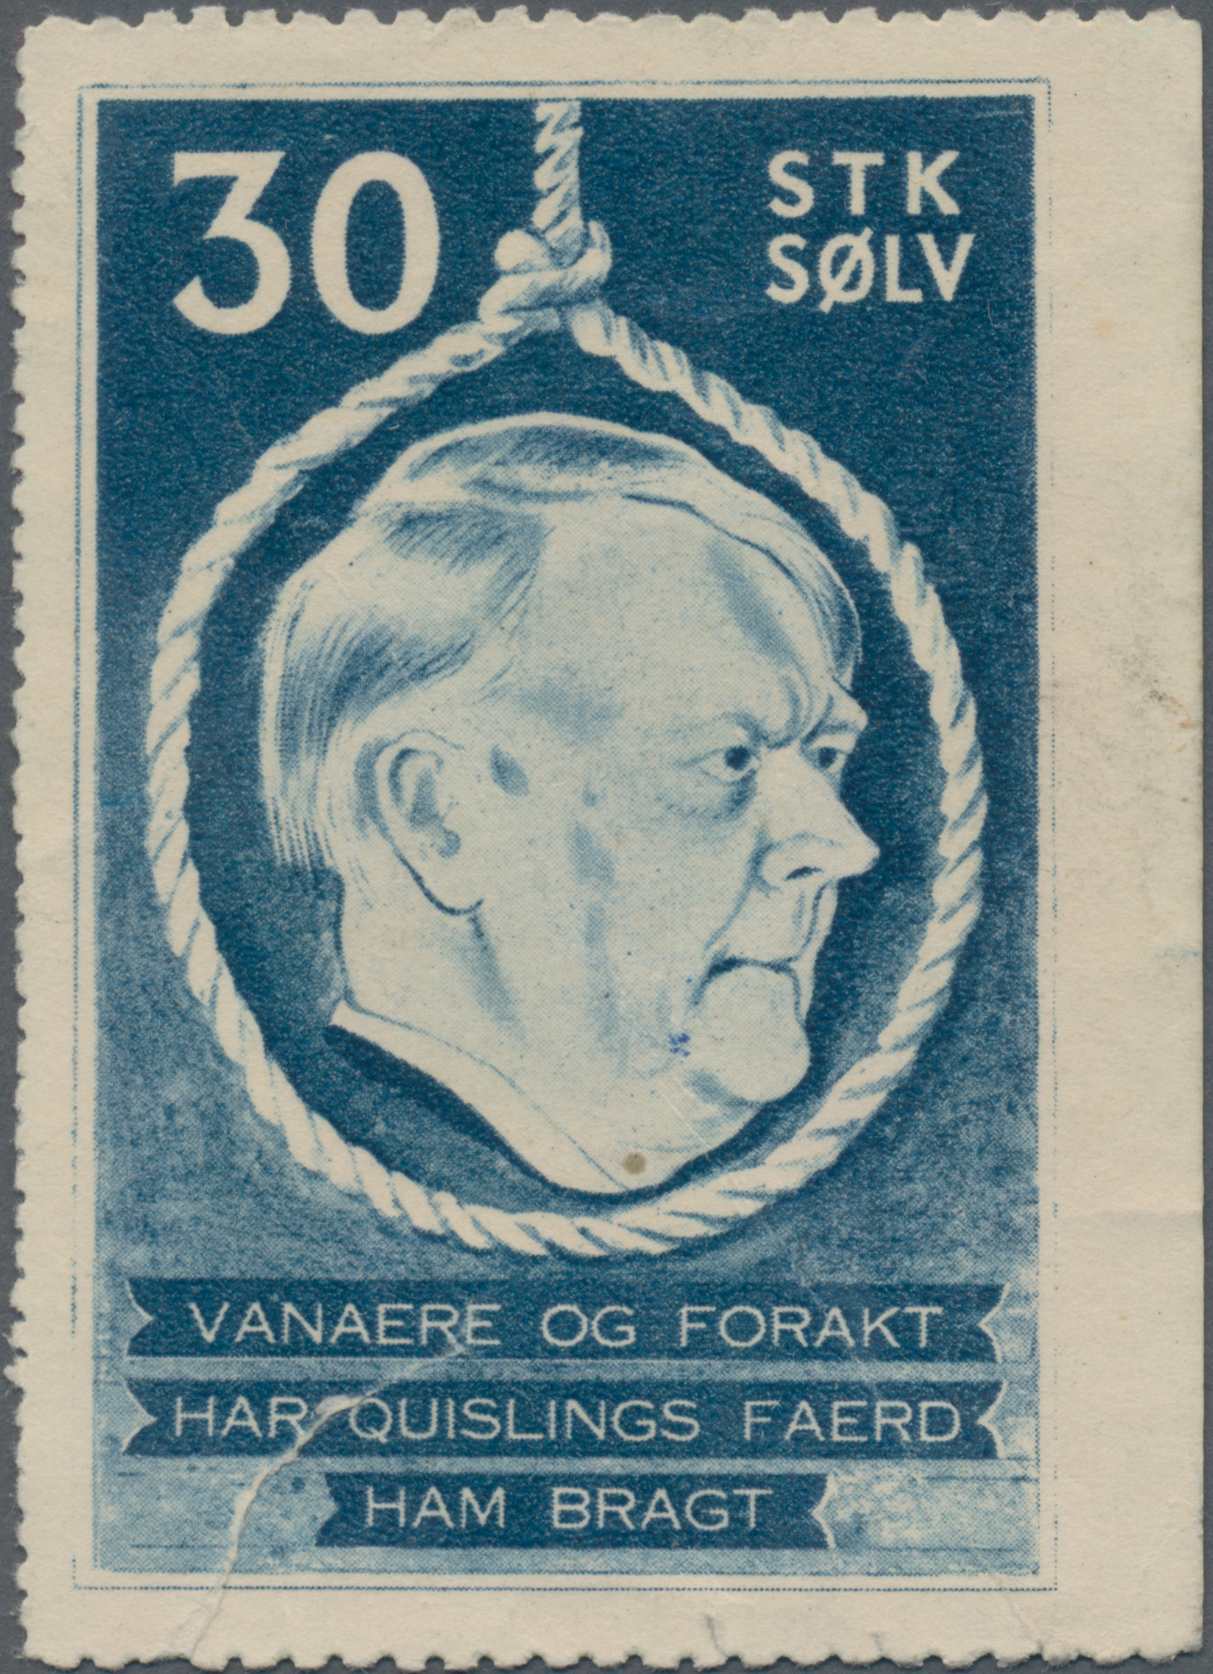 30
STK
SØLV
VANAERE OG FORAKT
HAR QUISLINGS FAERD
HAM BRAGT